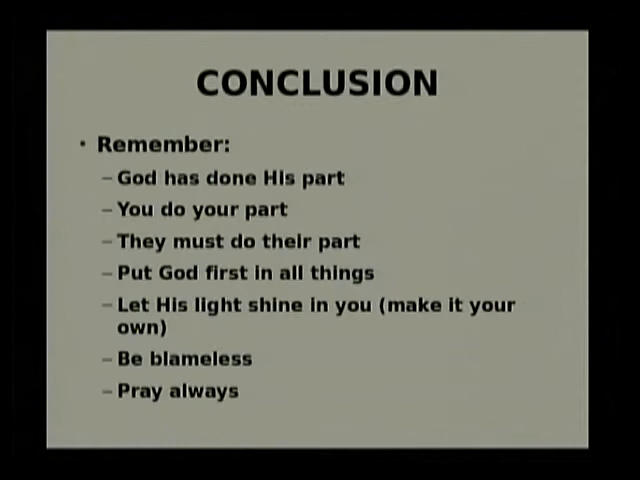 CONCLUSION
• Remember:
– God has done His part
– You do your part
– They must do their part
– Put God first in all things
– Let His light shine in you (make it your
own)
– Be blameless
– Pray always